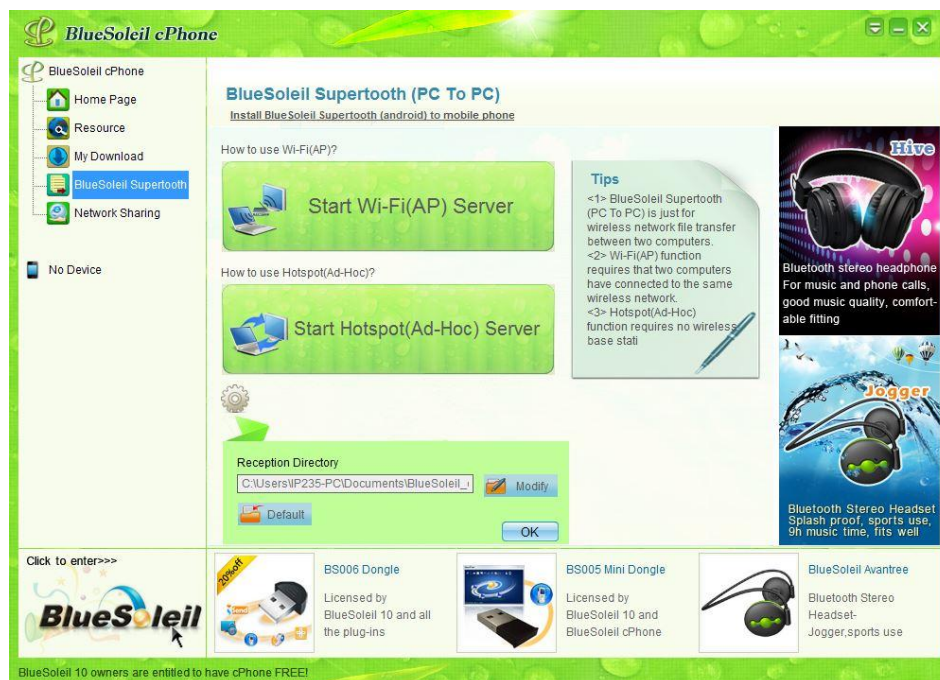 BlueSoleil cPhone
BlueSoleil cPhone
Home Page
Resource
My Download
BlueSoleil Supertooth
Network Sharing
No Device
BlueSoleil Supertooth (PC To PC)
Install BlueSoleil Supertooth (android) to mobile phone
How to use Wi-Fi(AP)?
Start Wi-Fi(AP) Server
How to use Hotspot(Ad-Hoc)?
Start Hotspot(Ad-Hoc) Server
Tips
<1> BlueSoleil Supertooth
(PC To PC) is just for
wireless network file transfer
between two computers.
<2> Wi-Fi(AP) function
requires that two computers
have connected to the same
wireless network.
<3> Hotspot(Ad-Hoc)
function requires no wireless
base stati
Reception Directory
C:\Users\IP235-PC\Documents\BlueSoleil_
Modify
Default
OK
Hive
Bluetooth stereo headphone
For music and phone calls,
good music quality, comfort-
able fitting
Jogger
Bluetooth Stereo Headset
Splash proof, sports use,
9h music time, fits well
Click to enter>>>
BlueSoleil
20%off
BS006 Dongle
Licensed by
BlueSoleil 10 and all
the plug-ins
BS005 Mini Dongle
Licensed by
BlueSoleil 10 and
BlueSoleil cPhone
BlueSoleil Avantree
Bluetooth Stereo
Headset-
Jogger,sports use
BlueSoleil 10 owners are entitled to have cPhone FREE!